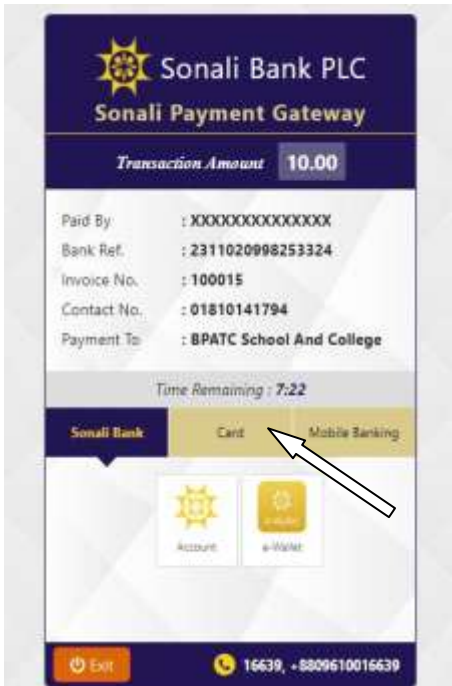 Sonali Bank PLC
Sonali Payment Gateway
Transaction Amount 10.00
Paid By : XXXXXXXXXXXXXX
Bank Ref. : 2311020998253324
Invoice No. : 100015
Contact No. : 01810141794
Payment To : BPATC School And College
Time Remaining : 7:22
Sonali Bank Card Mobile Banking
Account e-Wallet
Exit 16639, +8809610016639